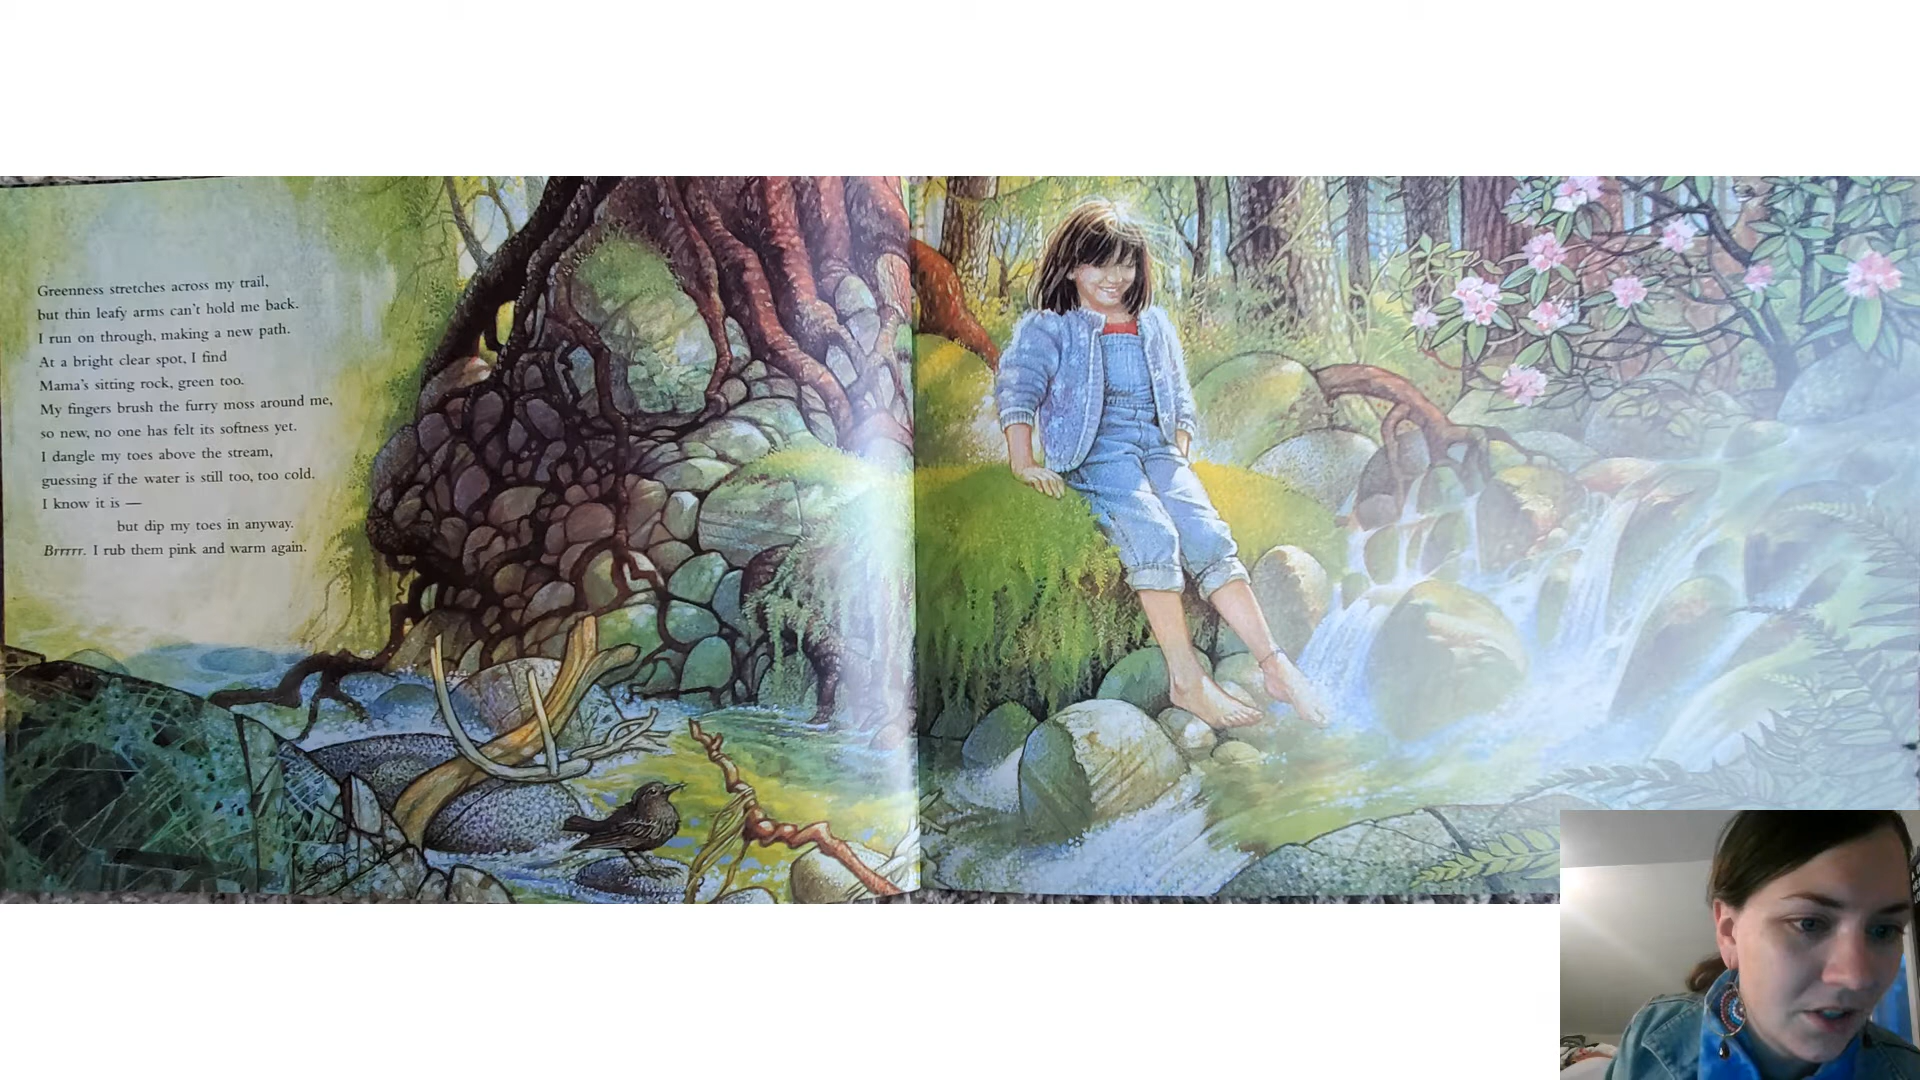 Greenness stretches across my trail,
but thin leafy arms can't hold me back.
I run on through, making a new path.
At a bright clear spot, I find
Mama's sitting rock, green too.
My fingers brush the furry moss around me,
so new, no one has felt its softness yet.
I dangle my toes above the stream,
guessing if the water is still too, too cold.
I know it is —
but dip my toes in anyway.
Brrrrr. I rub them pink and warm again.